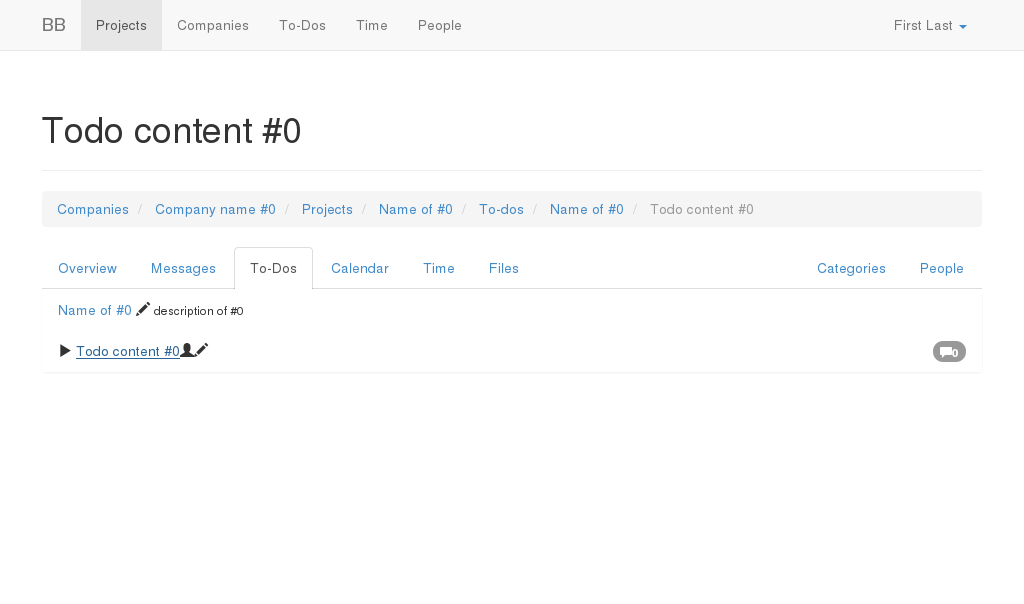 BB Projects Companies To-Dos Time People First Last
Todo content #0
Companies / Company name #0 / Projects / Name of #0 / To-dos / Name of #0 / Todo content #0
Overview Messages To-Dos Calendar Time Files Categories People
Name of #0 description of #0
Todo content #0 0